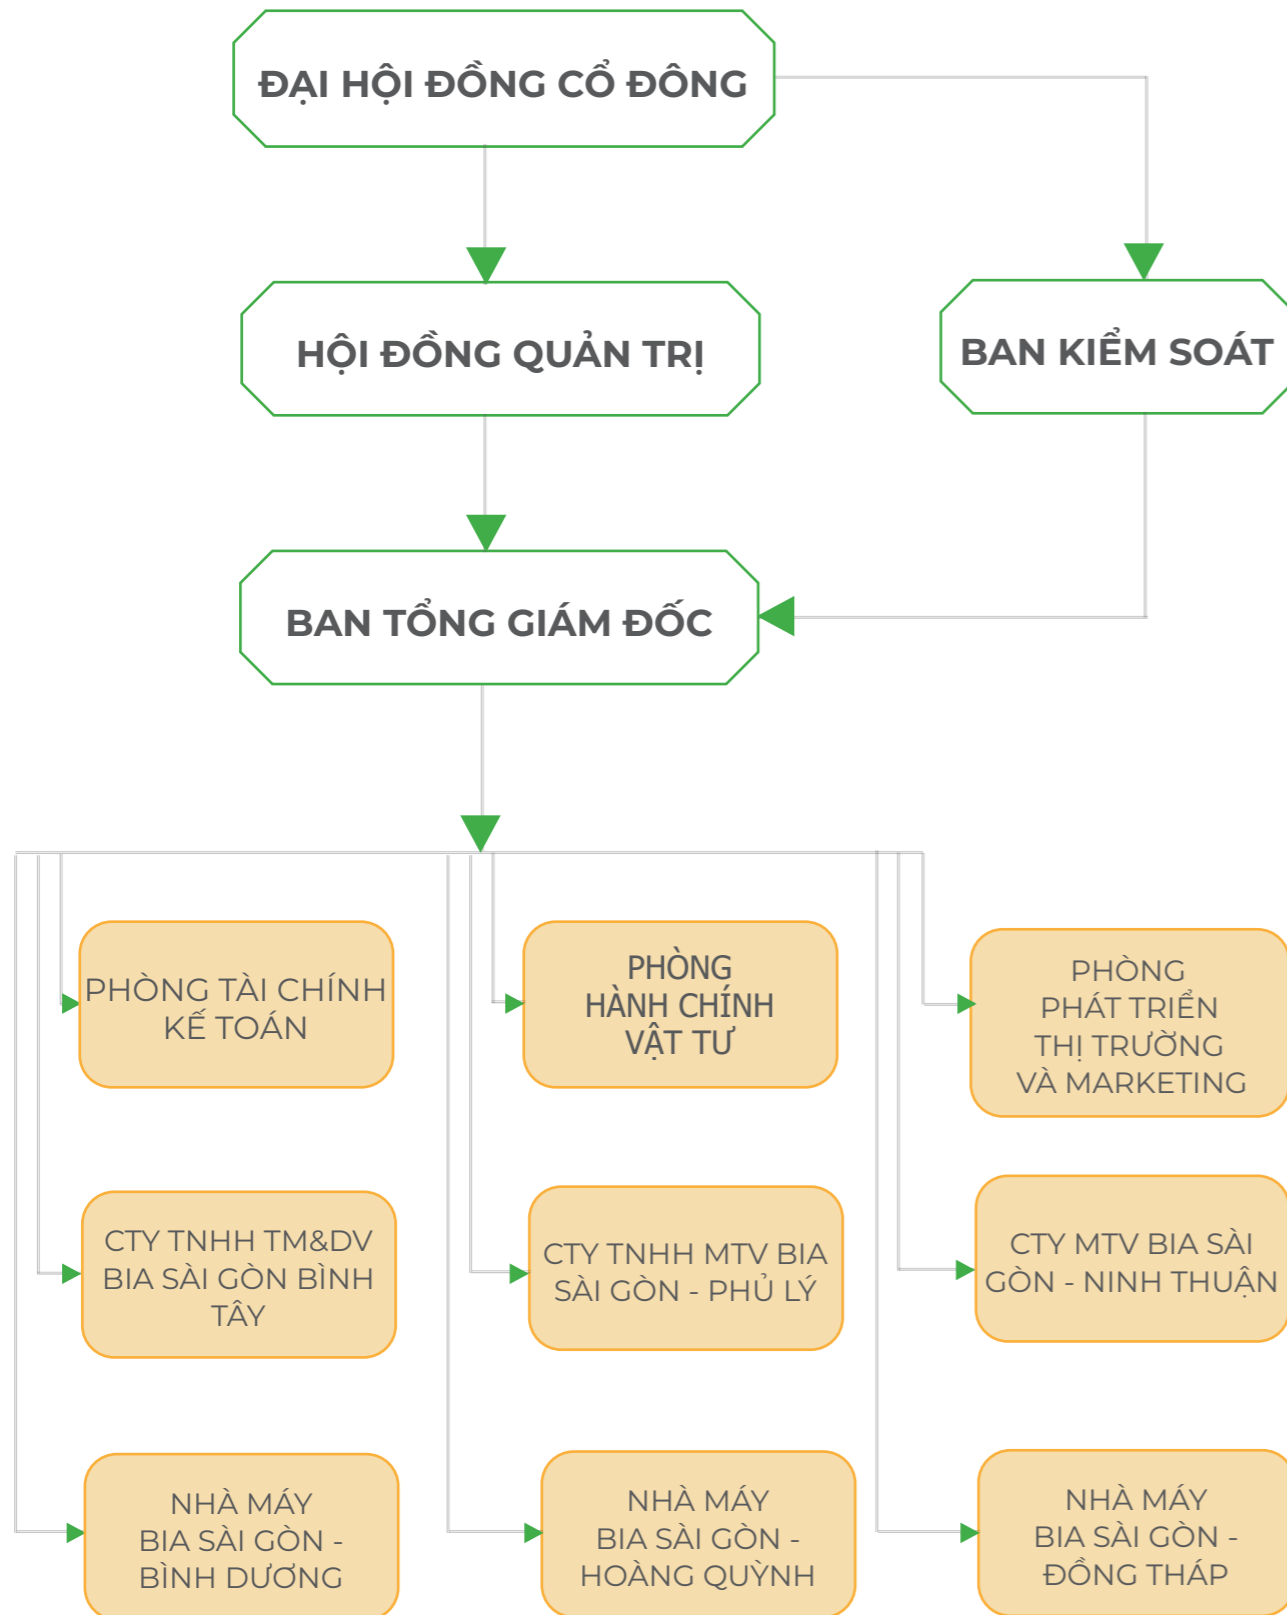 ĐẠI HỘI ĐỒNG CỔ ĐÔNG
HỘI ĐỒNG QUẢN TRỊ
BAN KIỂM SOÁT
BAN TỔNG GIÁM ĐỐC
PHÒNG TÀI CHÍNH
KẾ TOÁN
PHÒNG
HÀNH CHÍNH
VẬT TƯ
PHÒNG
PHÁT TRIỂN
THỊ TRƯỜNG
VÀ MARKETING
CTY TNHH TM&DV
BIA SÀI GÒN BÌNH
TÂY
CTY TNHH MTV BIA
SÀI GÒN - PHỦ LÝ
CTY MTV BIA SÀI
GÒN - NINH THUẬN
NHÀ MÁY
BIA SÀI GÒN -
BÌNH DƯƠNG
NHÀ MÁY
BIA SÀI GÒN -
HOÀNG QUỲNH
NHÀ MÁY
BIA SÀI GÒN -
ĐỒNG THÁP